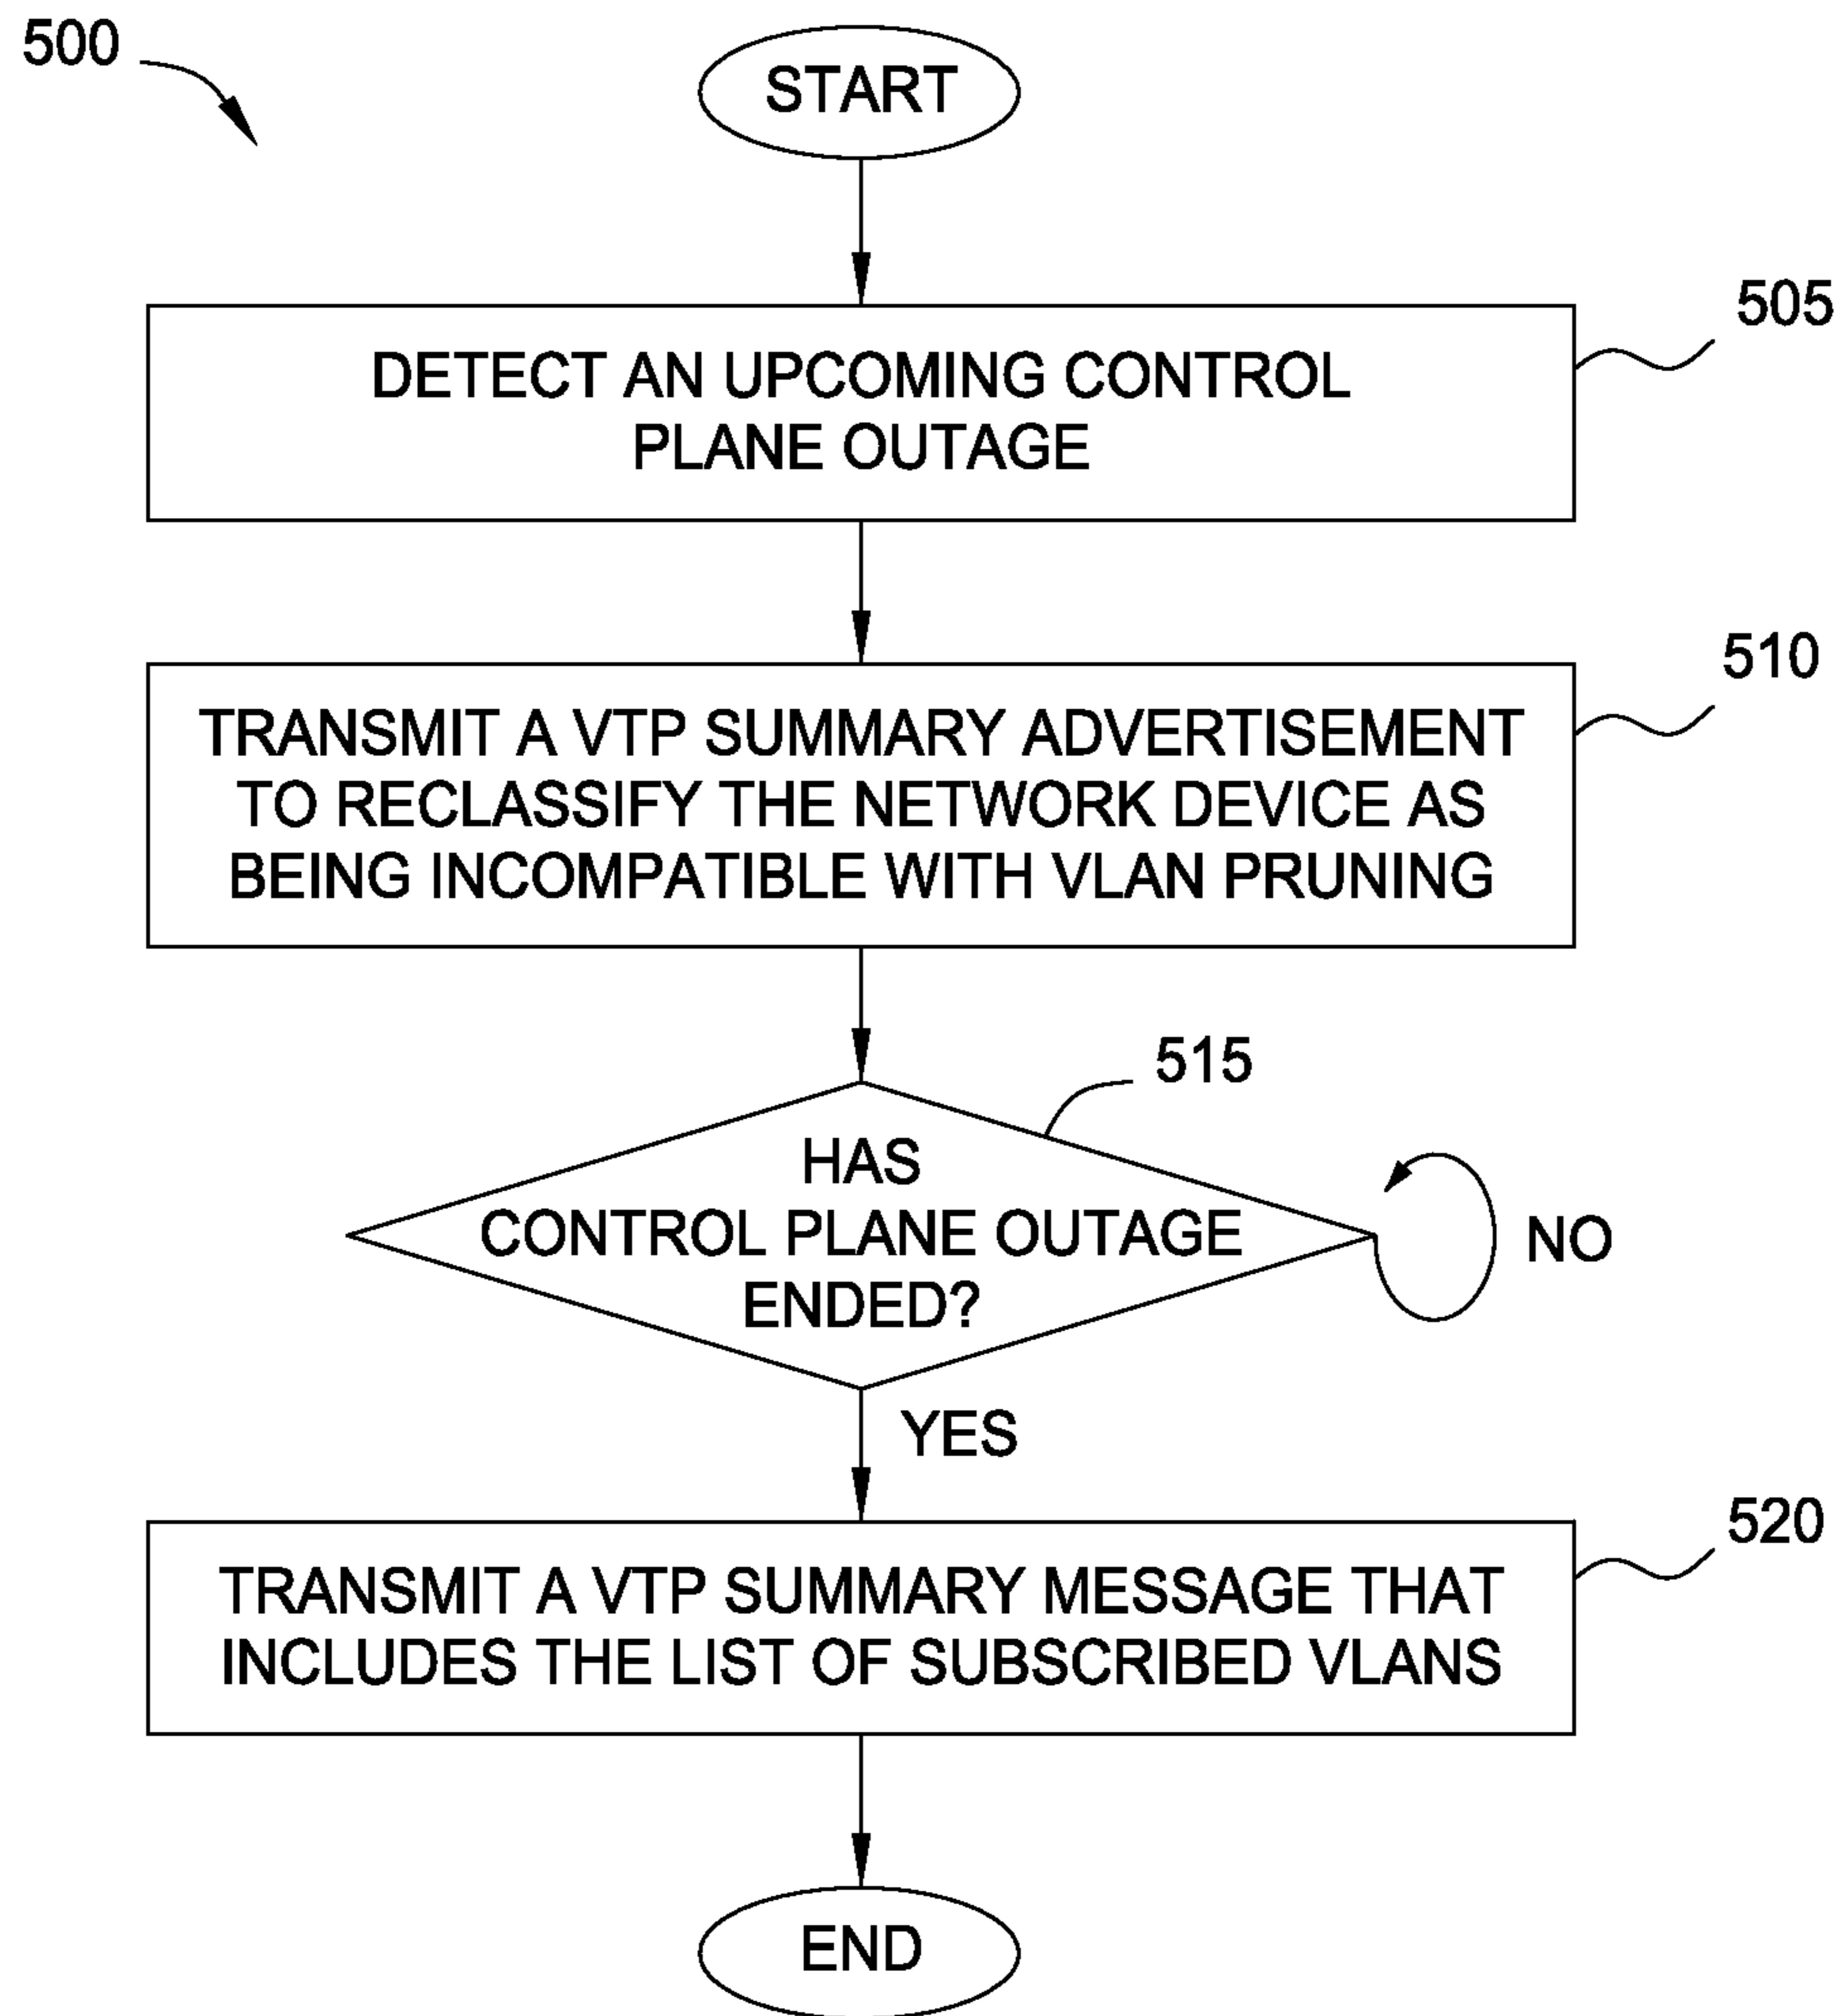 500
START
505
DETECT AN UPCOMING CONTROL
PLANE OUTAGE
510
TRANSMIT A VTP SUMMARY ADVERTISEMENT
TO RECLASSIFY THE NETWORK DEVICE AS
BEING INCOMPATIBLE WITH VLAN PRUNING
515
HAS
CONTROL PLANE OUTAGE
ENDED?
NO
YES
520
TRANSMIT A VTP SUMMARY MESSAGE THAT
INCLUDES THE LIST OF SUBSCRIBED VLANS
END